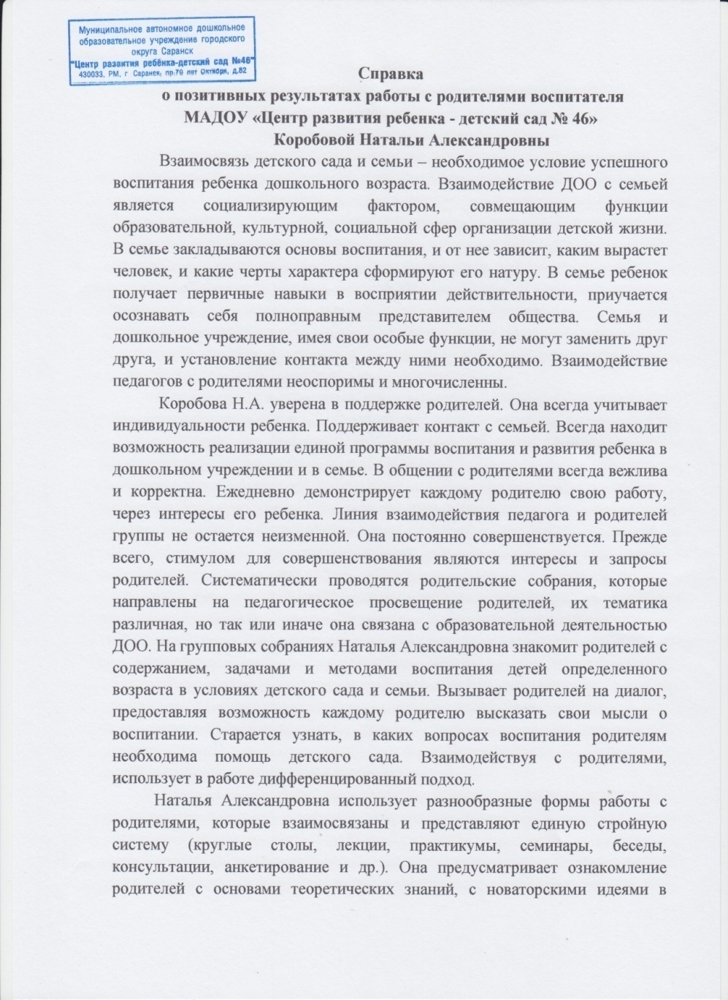 Муниципальное автономное дошкольное
образовательное учреждение городского
округа Саранск
"Центр развития ребёнка-детский сад №46"
430033, РМ, г Саранск, пр.70 лет Октября, д.82
Справка
о позитивных результатах работы с родителями воспитателя
МАДОУ «Центр развития ребенка - детский сад № 46»
Коробовой Натальи Александровны
Взаимосвязь детского сада и семьи – необходимое условие успешного
воспитания ребенка дошкольного возраста. Взаимодействие ДОО с семьей
является социализирующим фактором, совмещающим функции
образовательной, культурной, социальной сфер организации детской жизни.
В семье закладываются основы воспитания, и от нее зависит, каким вырастет
человек, и какие черты характера сформируют его натуру. В семье ребенок
получает первичные навыки в восприятии действительности, приучается
осознавать себя полноправным представителем общества. Семья и
дошкольное учреждение, имея свои особые функции, не могут заменить друг
друга, и установление контакта между ними необходимо. Взаимодействие
педагогов с родителями неоспоримы и многочисленны.
Коробова Н.А. уверена в поддержке родителей. Она всегда учитывает
индивидуальности ребенка. Поддерживает контакт с семьей. Всегда находит
возможность реализации единой программы воспитания и развития ребенка в
дошкольном учреждении и в семье. В общении с родителями всегда вежлива
и корректна. Ежедневно демонстрирует каждому родителю свою работу,
через интересы его ребенка. Линия взаимодействия педагога и родителей
группы не остается неизменной. Она постоянно совершенствуется. Прежде
всего, стимулом для совершенствования являются интересы и запросы
родителей. Систематически проводятся родительские собрания, которые
направлены на педагогическое просвещение родителей, их тематика
различная, но так или иначе она связана с образовательной деятельностью
ДОО. На групповых собраниях Наталья Александровна знакомит родителей с
содержанием, задачами и методами воспитания детей определенного
возраста в условиях детского сада и семьи. Вызывает родителей на диалог,
предоставляя возможность каждому родителю высказать свои мысли о
воспитании. Старается узнать, в каких вопросах воспитания родителям
необходима помощь детского сада. Взаимодействуя с родителями,
использует в работе дифференцированный подход.
Наталья Александровна использует разнообразные формы работы с
родителями, которые взаимосвязаны и представляют единую стройную
систему (круглые столы, лекции, практикумы, семинары, беседы,
консультации, анкетирование и др.). Она предусматривает ознакомление
родителей с основами теоретических знаний, с новаторскими идеями в